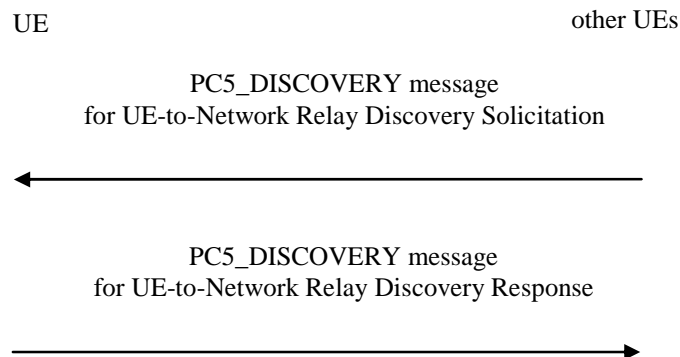 UE
other UEs
PC5_DISCOVERY message
for UE-to-Network Relay Discovery Solicitation
PC5_DISCOVERY message
for UE-to-Network Relay Discovery Response